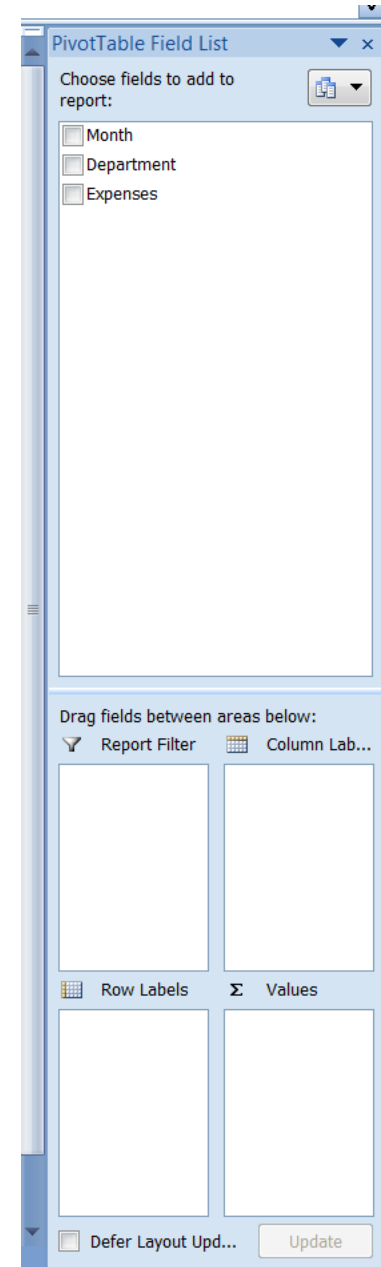 PivotTable Field List
Choose fields to add to
report:
Month
Department
Expenses
Drag fields between areas below:
Report Filter
Column Lab...
Row Labels
Σ Values
Defer Layout Upd...
Update